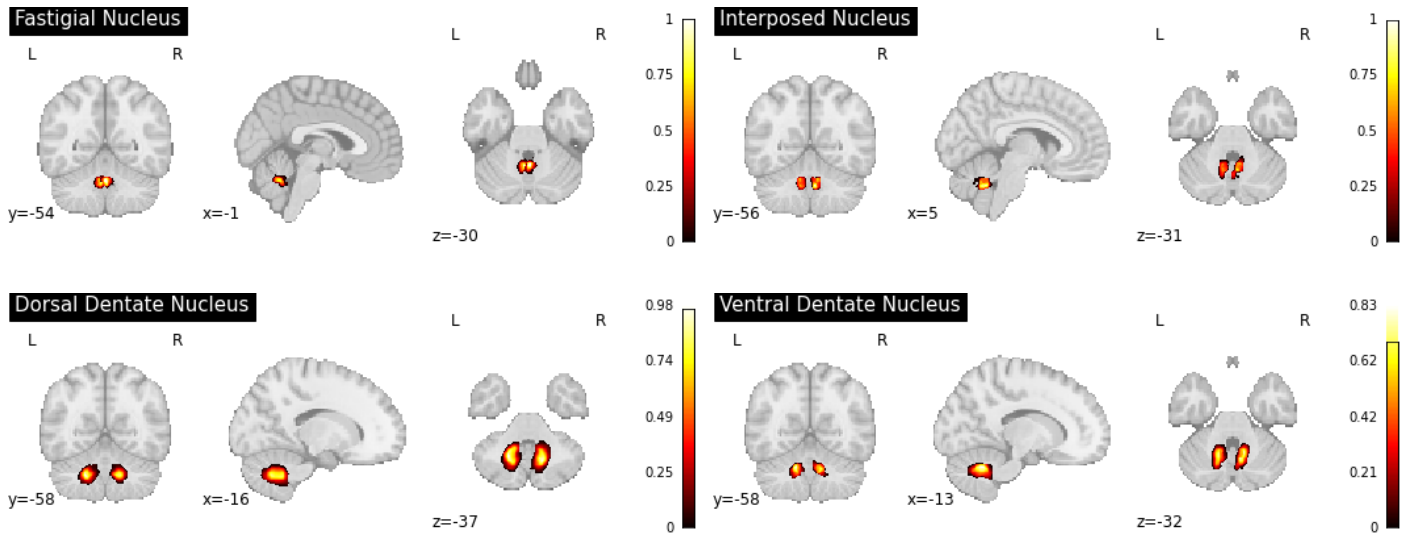 Fastigial Nucleus
L R
L R
y=-54
x=-1
z=-30
1
0.75
0.5
0.25
0
Interposed Nucleus
L R
L R
y=-56
x=5
z=-31
1
0.75
0.5
0.25
0
Dorsal Dentate Nucleus
L R
L R
y=-58
x=-16
z=-37
0.98
0.74
0.49
0.25
0
Ventral Dentate Nucleus
L R
L R
y=-58
x=-13
z=-32
0.83
0.62
0.42
0.21
0